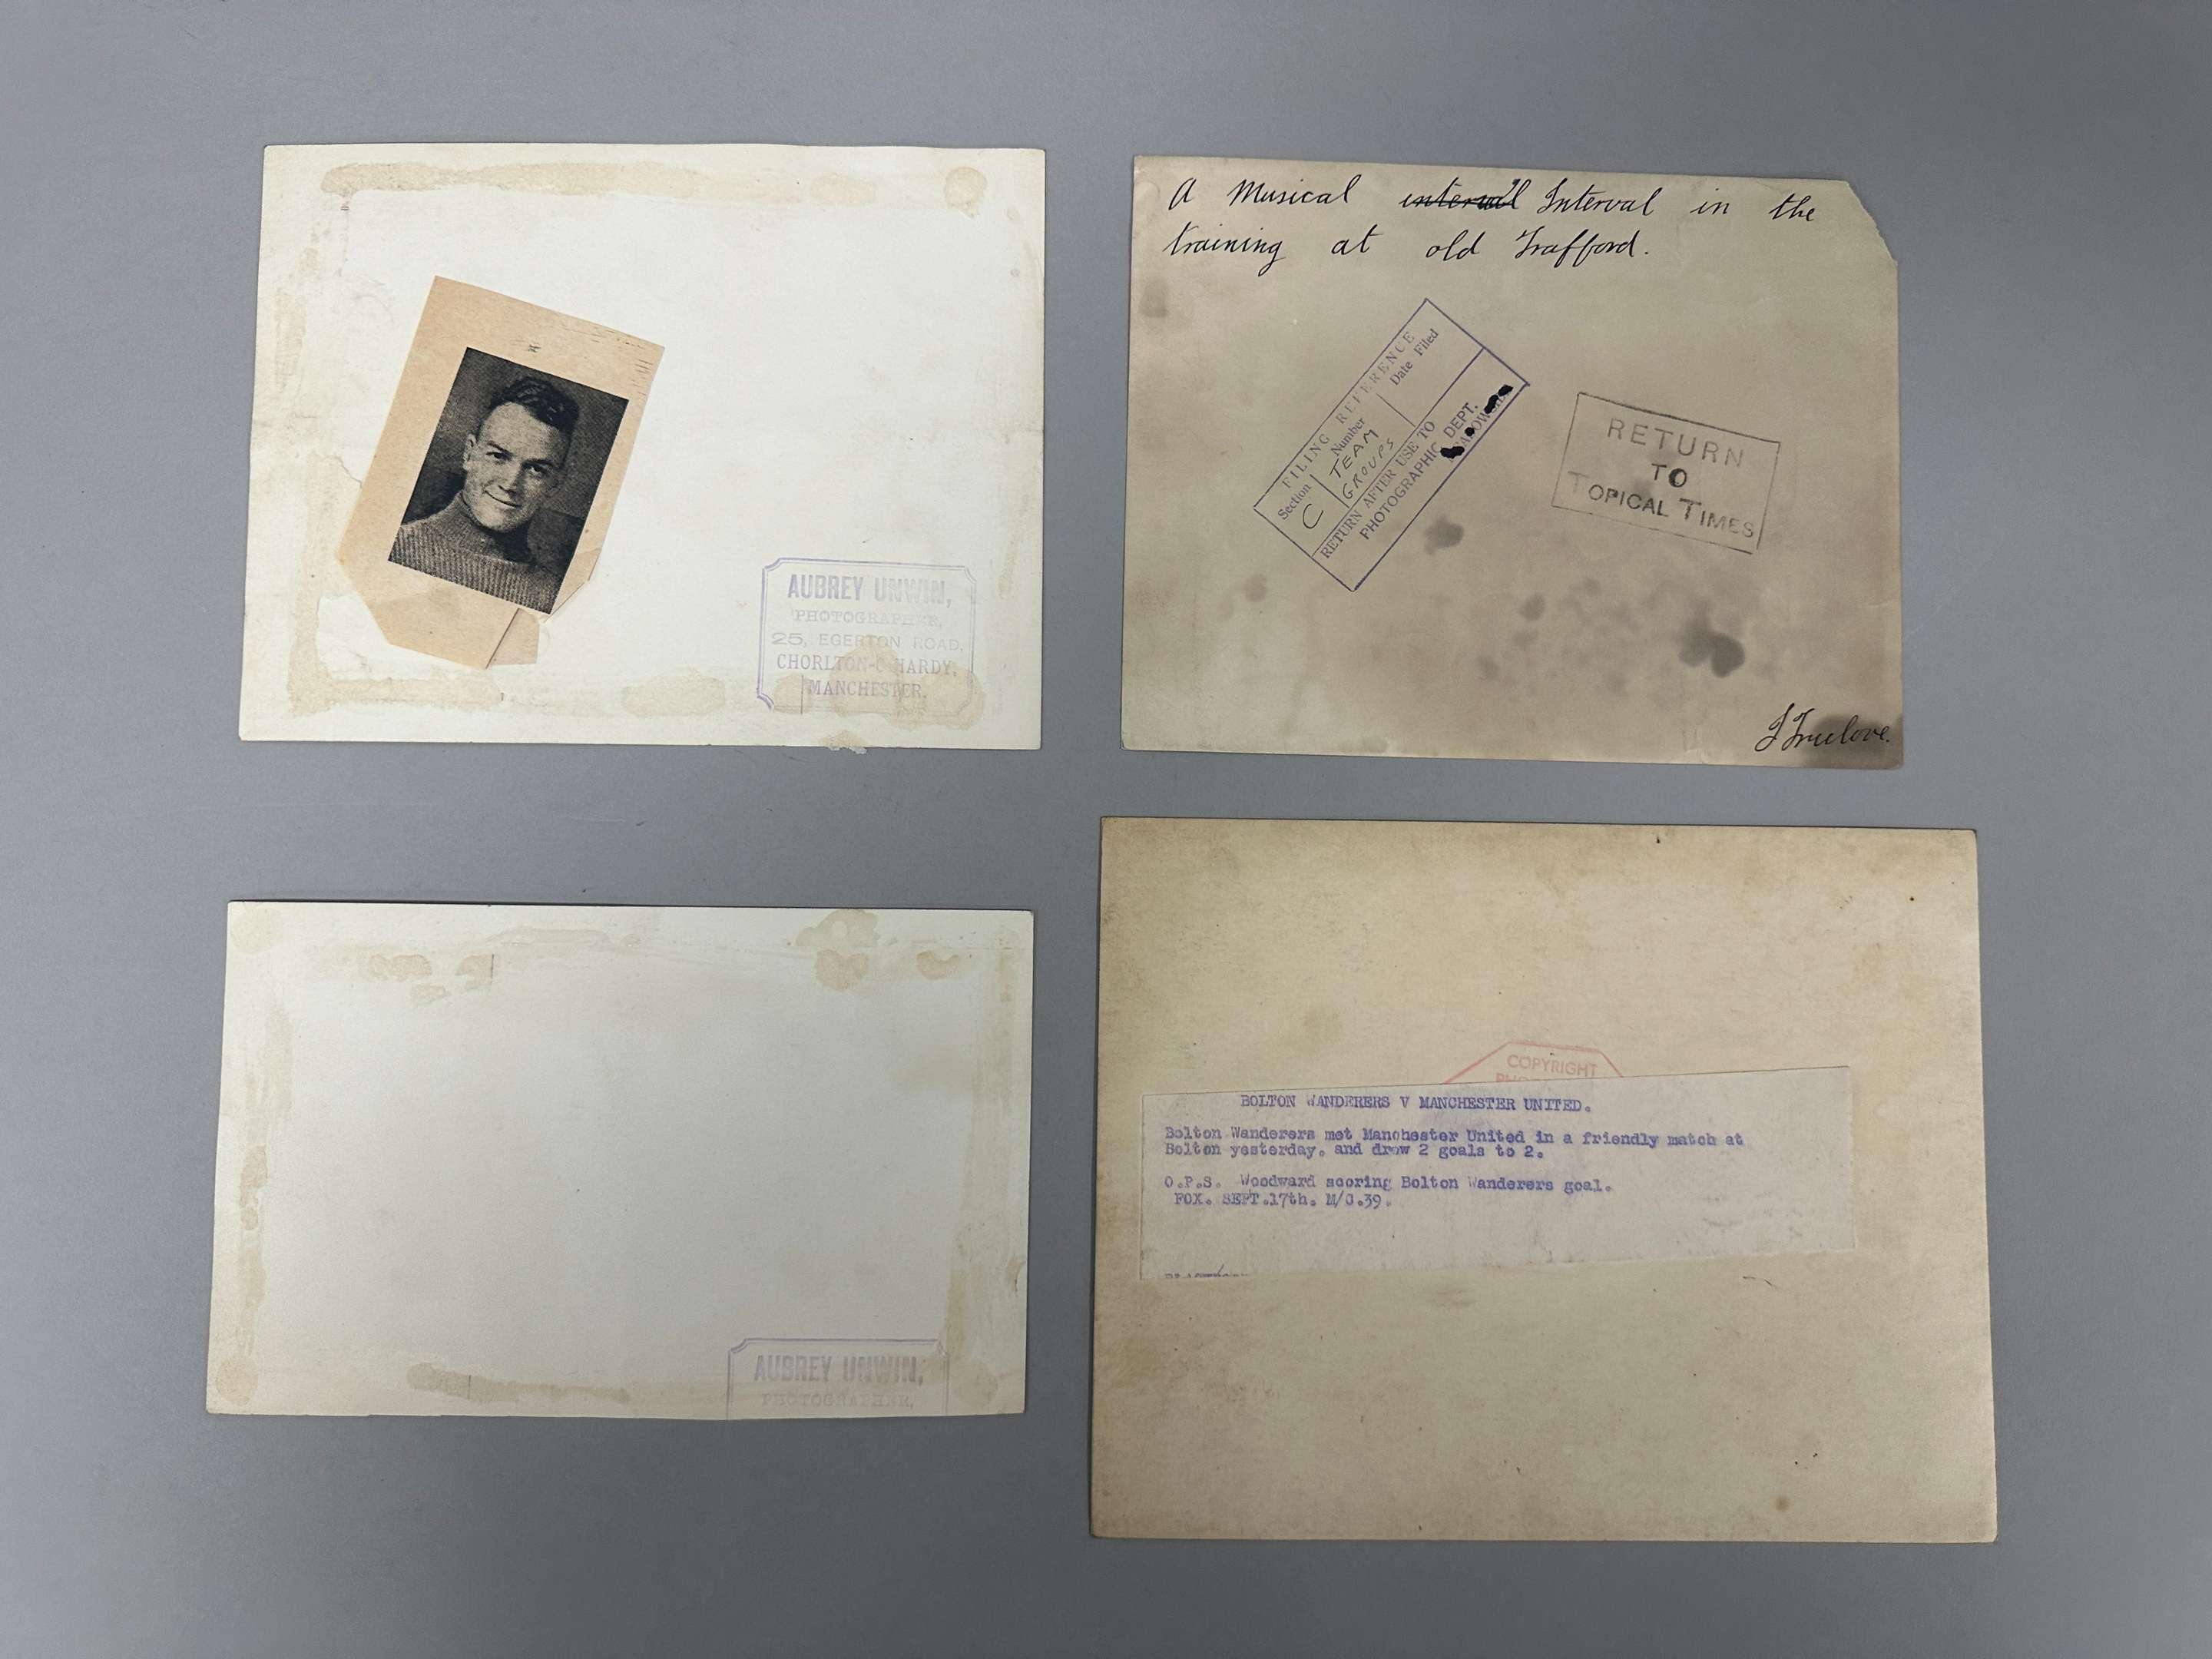 AUBREY UNWIN,
PHOTOGRAPHER,
25, EGERTON ROAD,
CHORLTON-C-HARDY,
MANCHESTER.
A Musical interval Interval in the
training at old Trafford.
FILING REFERENCE
Section
Number
Date Filed
C
TEAM
GROUPS
RETURN AFTER USE TO
PHOTOGRAPHIC DEPT.
RETURN
TO
TOPICAL TIMES
J Truelove.
AUBREY UNWIN,
PHOTOGRAPHER,
COPYRIGHT
BOLTON WANDERERS V MANCHESTER UNITED.
Bolton Wanderers met Manchester United in a friendly match at
Bolton yesterday. and drew 2 goals to 2.
O.P.S. Woodward scoring Bolton Wanderers goal.
FOX. SEPT.17th. M/C.39.